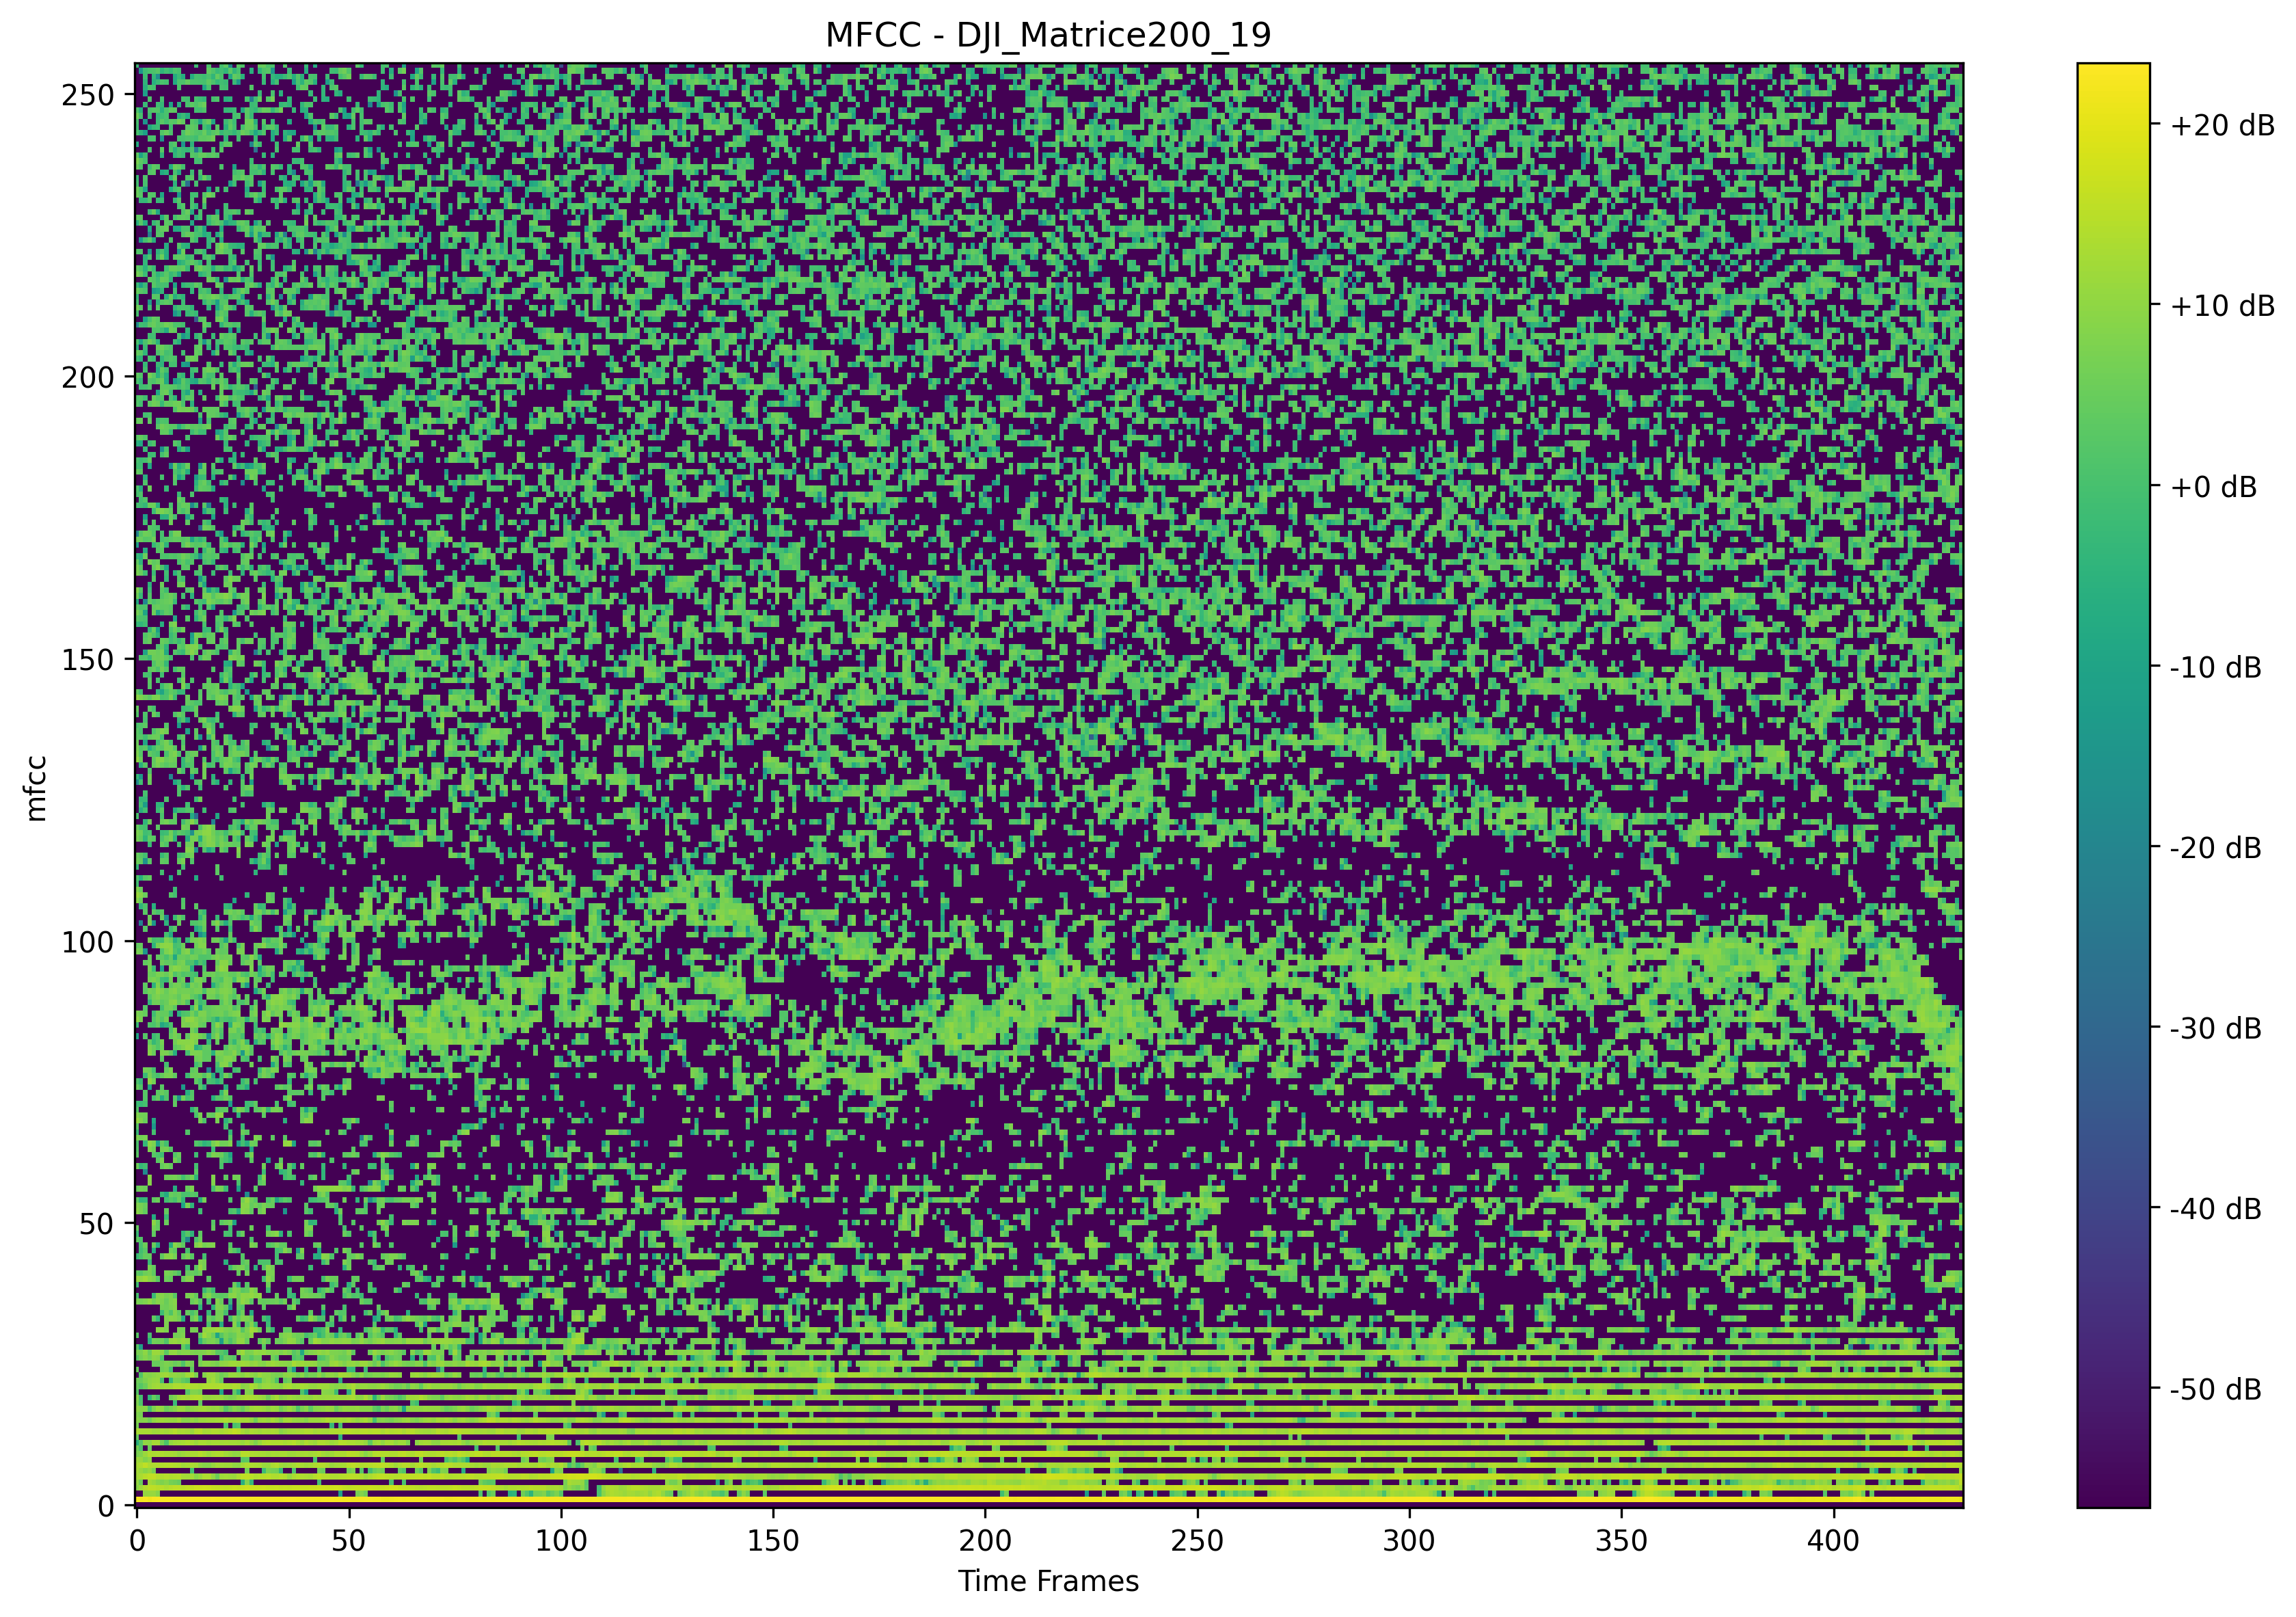 MFCC - DJI_Matrice200_19
250
200
150
100
50
0
mfcc
0 50 100 150 200 250 300 350 400
Time Frames
+20 dB
+10 dB
+0 dB
-10 dB
-20 dB
-30 dB
-40 dB
-50 dB